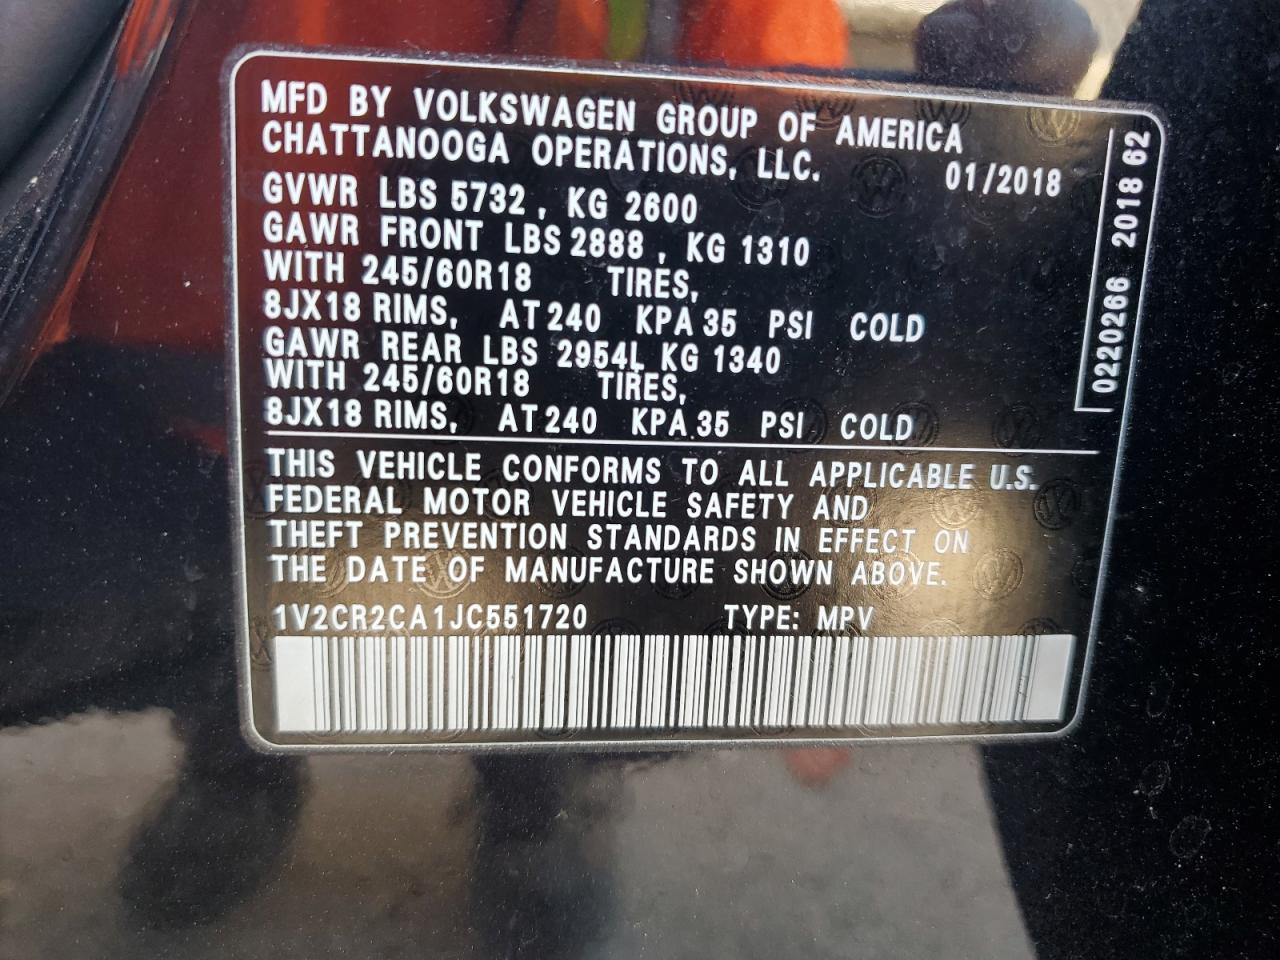 MFD BY VOLKSWAGEN GROUP OF AMERICA
CHATTANOOGA OPERATIONS, LLC. 01/2018
GVWR LBS 5732, KG 2600
GAWR FRONT LBS 2888, KG 1310
WITH 245/60R18 TIRES,
8JX18 RIMS, AT 240 KPA 35 PSI COLD
GAWR REAR LBS 2954L KG 1340
WITH 245/60R18 TIRES,
8JX18 RIMS, AT 240 KPA 35 PSI COLD
THIS VEHICLE CONFORMS TO ALL APPLICABLE U.S.
FEDERAL MOTOR VEHICLE SAFETY AND
THEFT PREVENTION STANDARDS IN EFFECT ON
THE DATE OF MANUFACTURE SHOWN ABOVE.
1V2CR2CA1JC551720 TYPE: MPV
0220266 2018 62